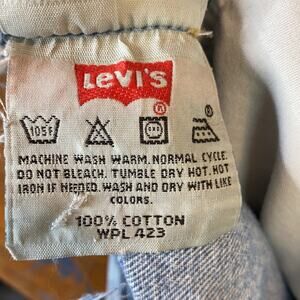 Levi's
®
105F
MACHINE WASH WARM. NORMAL CYCLE.
DO NOT BLEACH. TUMBLE DRY HOT. HOT
IRON IF NEEDED. WASH AND DRY WITH LIKE
COLORS.
100% COTTON
WPL 423